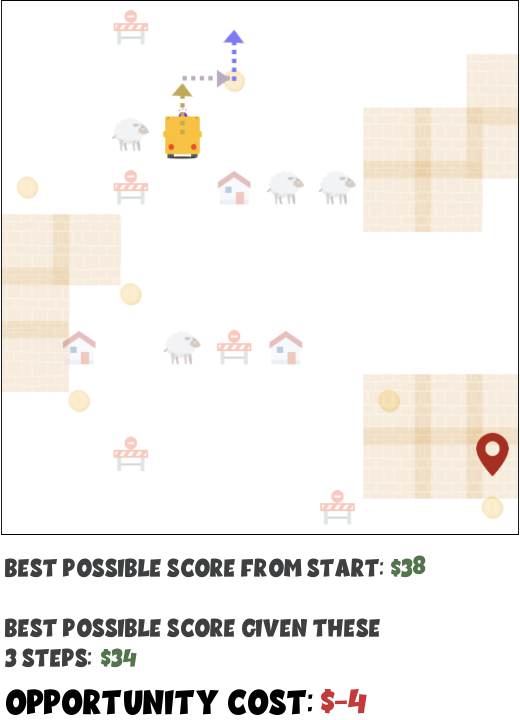 BEST POSSIBLE SCORE FROM START: $38
BEST POSSIBLE SCORE GIVEN THESE
3 STEPS: $34
OPPORTUNITY COST: $-4